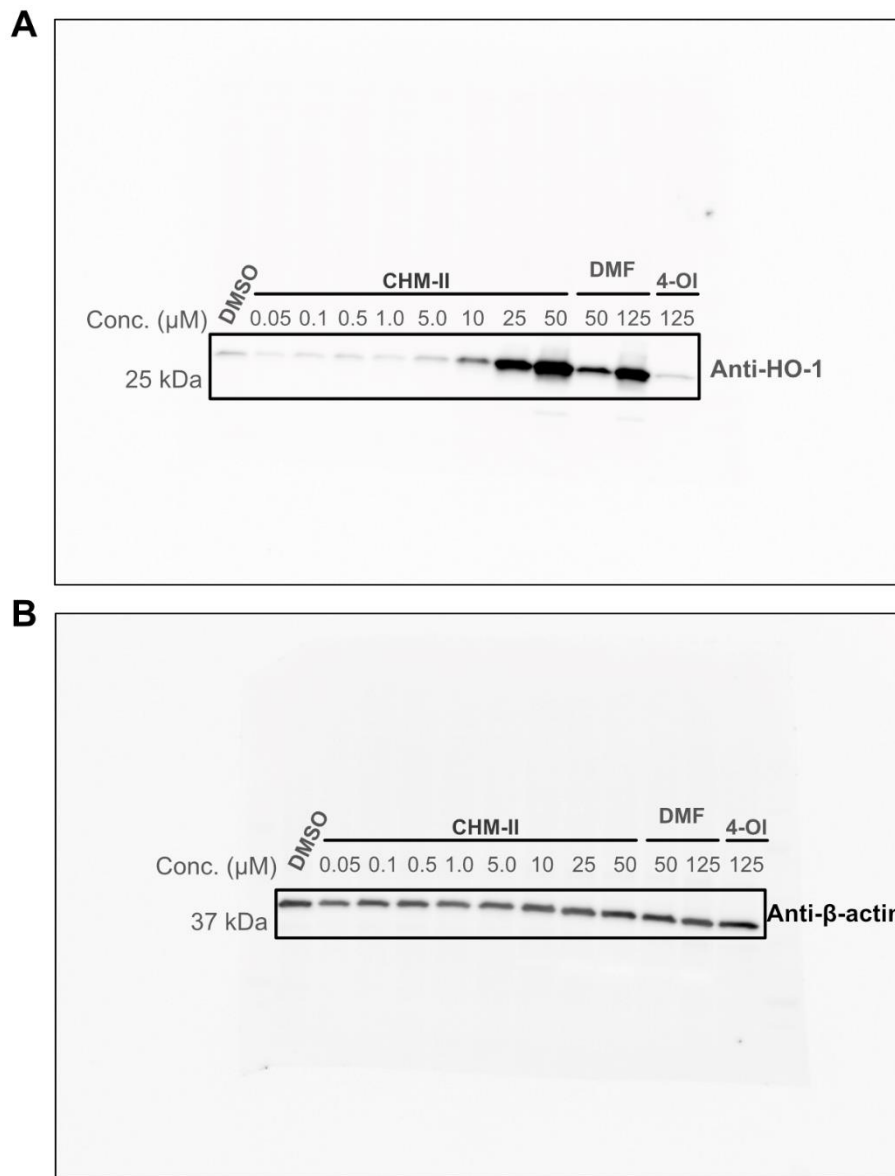 A
DMSO
CHM-II
DMF
4-OI
Conc. (μM)
0.05 0.1 0.5 1.0 5.0 10 25 50 50 125 125
25 kDa
Anti-HO-1
B
DMSO
CHM-II
DMF
4-OI
Conc. (μM)
0.05 0.1 0.5 1.0 5.0 10 25 50 50 125 125
37 kDa
Anti-β-actin